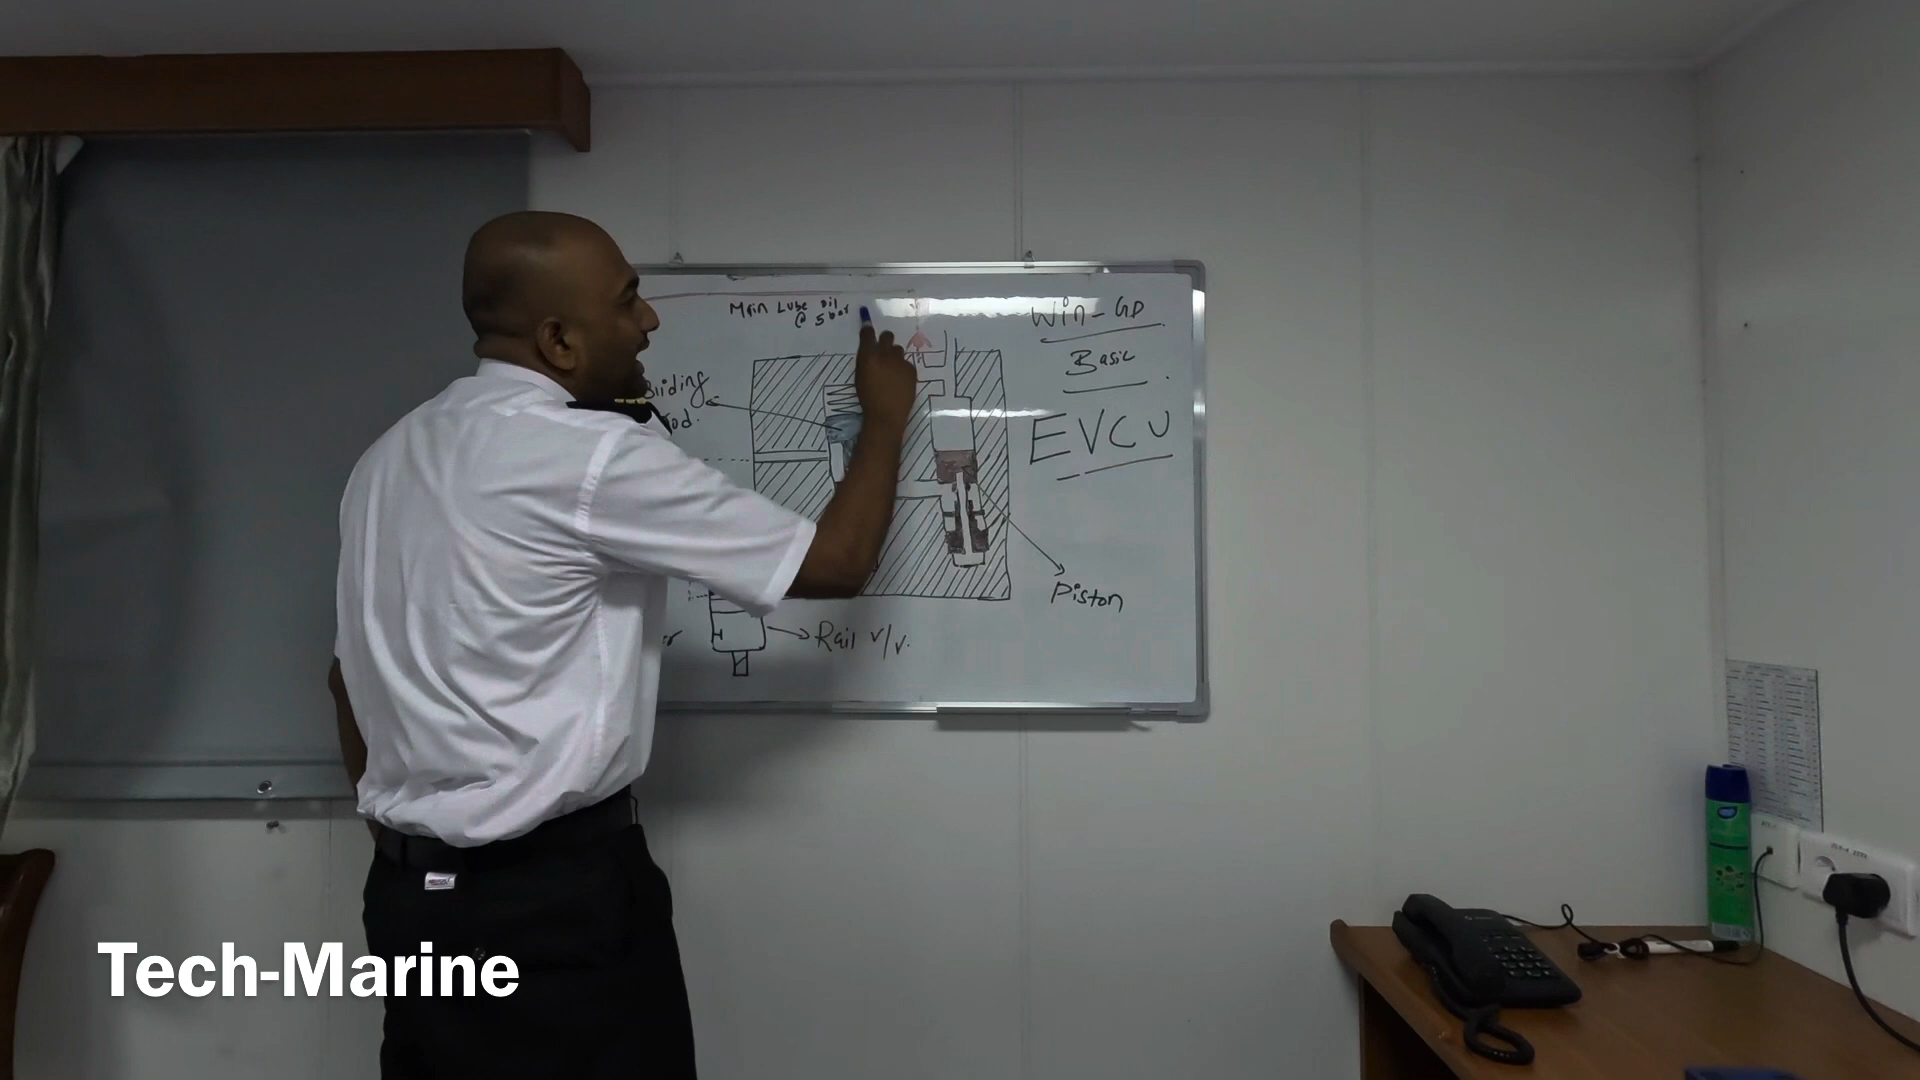 Main Lube oil
@ 5 bar
Win-GD
Basic
EVCU
Sliding
rod.
Piston
Rail v/v.
Tech-Marine